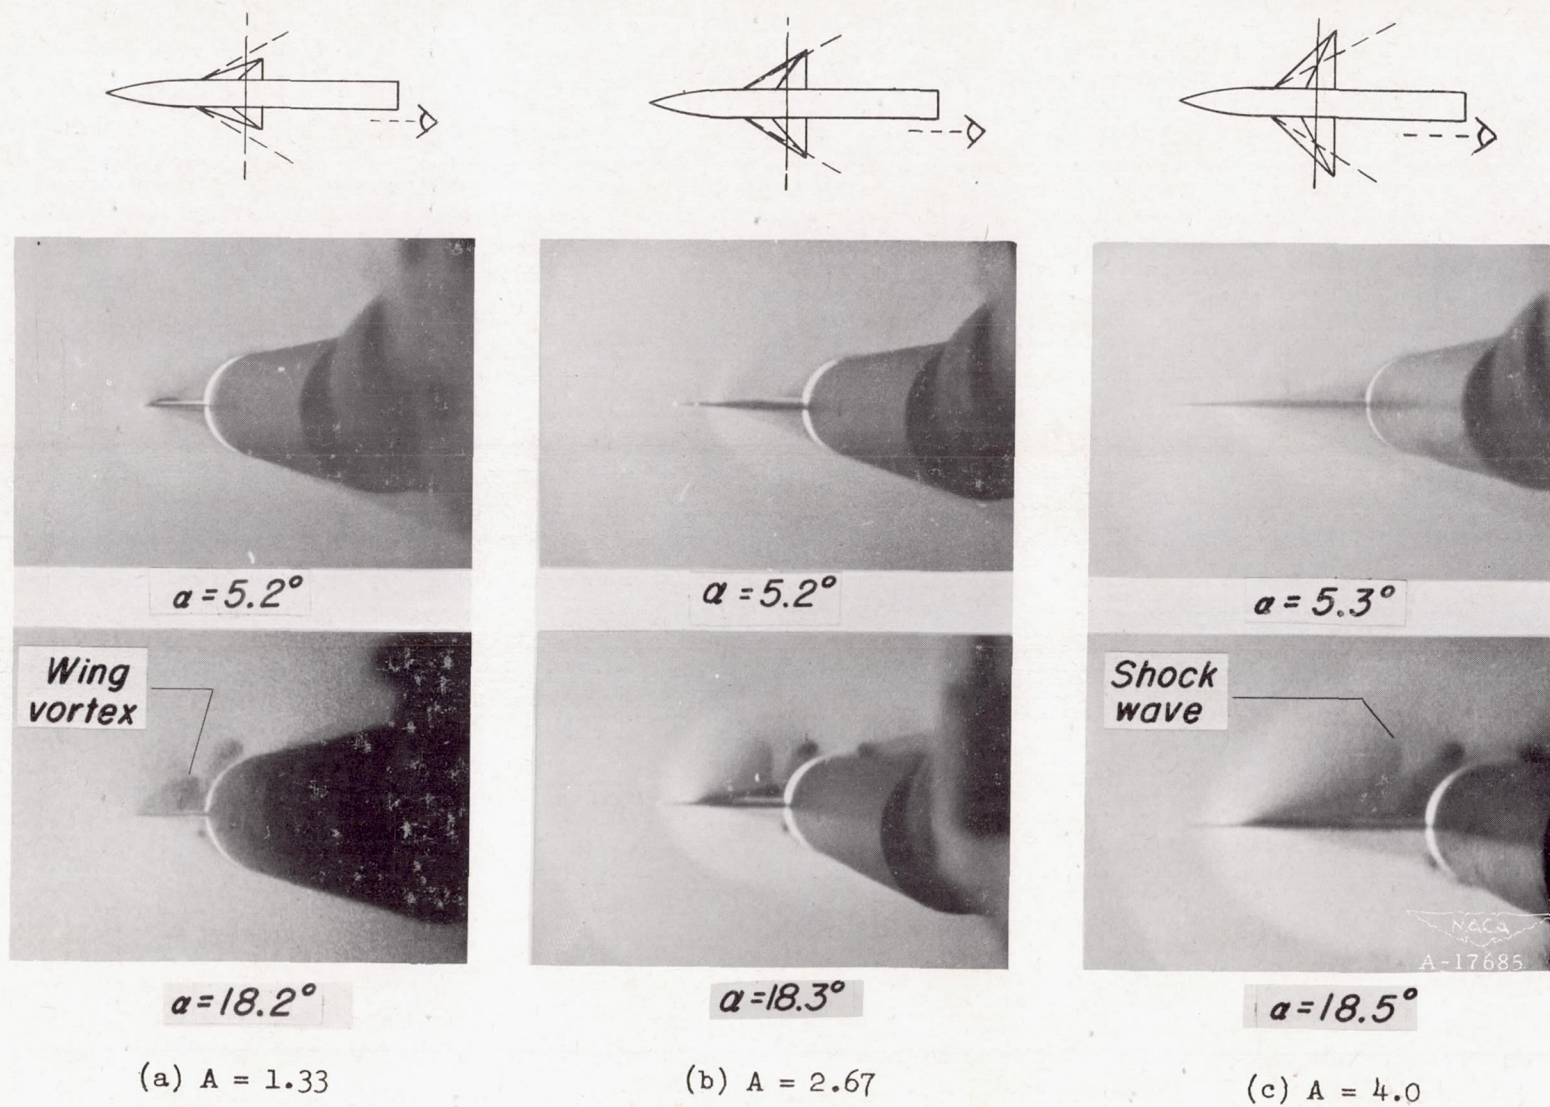 α = 5.2°
α = 5.2°
α = 5.3°
Wing
vortex
Shock
wave
NACA
A-17685
α = 18.2°
α = 18.3°
α = 18.5°
(a) A = 1.33
(b) A = 2.67
(c) A = 4.0